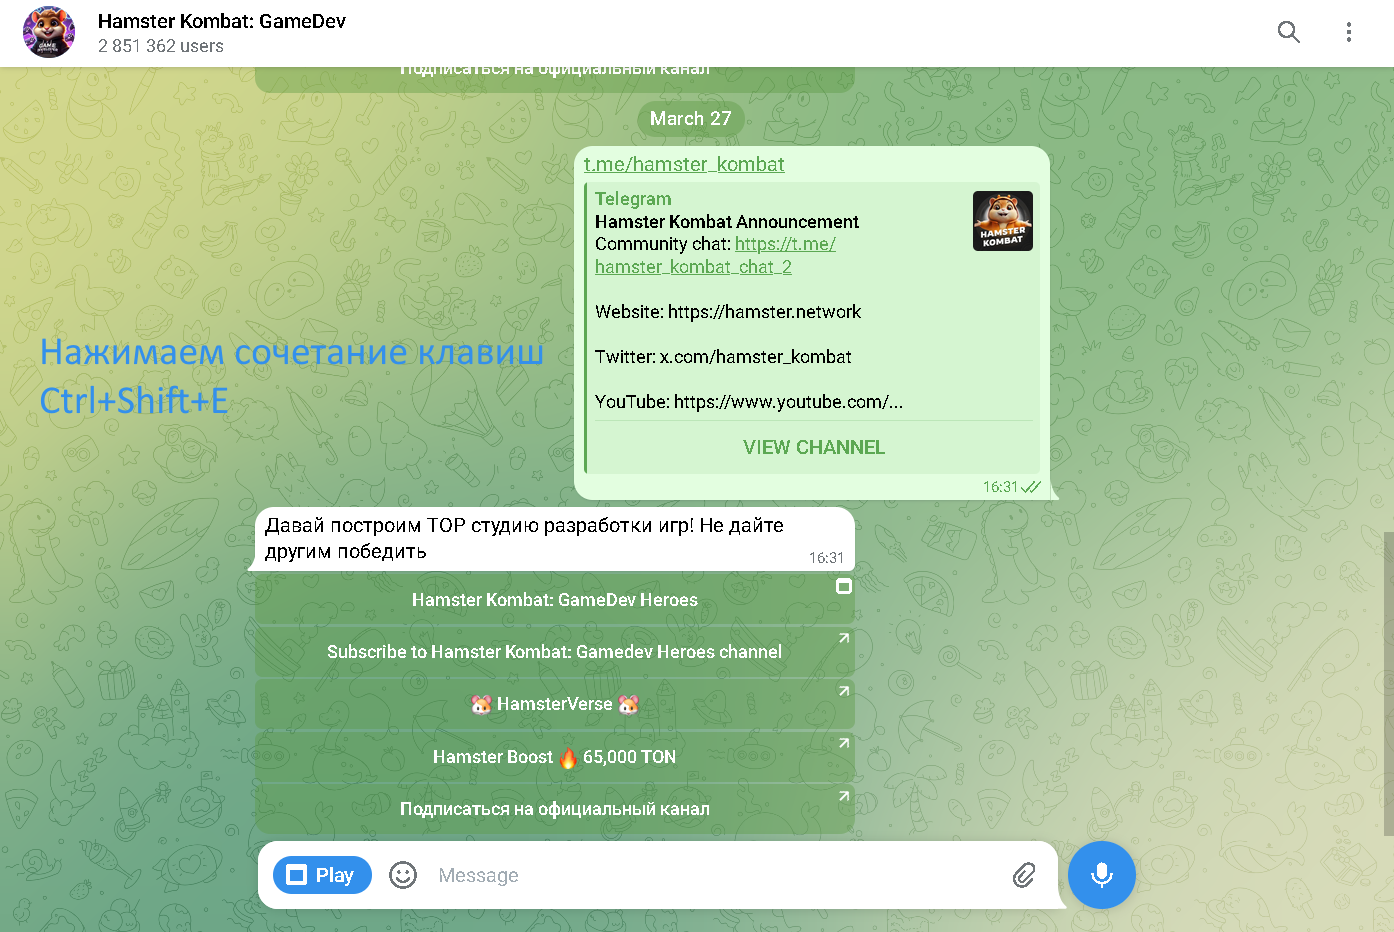 Hamster Kombat: GameDev
2 851 362 users
Подписаться на официальный канал
March 27
t.me/hamster_kombat
Telegram
Hamster Kombat Announcement
Community chat: https://t.me/
hamster_kombat_chat_2
HAMSTER
KOMBAT
Website: https://hamster.network
Twitter: x.com/hamster_kombat
YouTube: https://www.youtube.com/...
VIEW CHANNEL
16:31
Нажимаем сочетание клавиш
Ctrl+Shift+E
Давай построим TOP студию разработки игр! Не дайте
другим победить
16:31
Hamster Kombat: GameDev Heroes
Subscribe to Hamster Kombat: Gamedev Heroes channel
🐹 HamsterVerse 🐹
Hamster Boost 🔥 65,000 TON
Подписаться на официальный канал
Play
Message